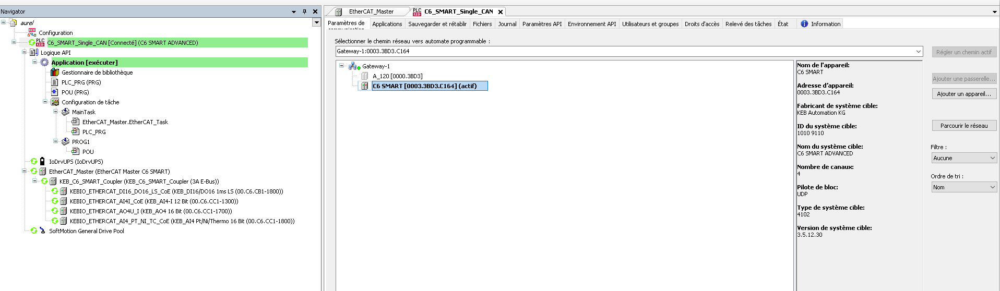 Navigator
aurel
Configuration
C6_SMART_Single_CAN [Connecté] (C6 SMART ADVANCED)
Logique API
Application [exécuter]
Gestionnaire de bibliothèque
PLC_PRG (PRG)
POU (PRG)
Configuration de tâche
MainTask
EtherCAT_Master.EtherCAT_Task
PLC_PRG
PROG1
POU
IoDrvUPS (IoDrvUPS)
EtherCAT_Master (EtherCAT Master C6 SMART)
KEB_C6_SMART_Coupler (KEB_C6_SMART_Coupler (3A E-Bus))
KEBIO_ETHERCAT_DI16_DO16_LS_CoE (KEB_DI16/DO16 1ms LS (00.C6.CB1-1800))
KEBIO_ETHERCAT_AI4I_CoE (KEB_AI4-I 12 Bit (00.C6.CC1-1300))
KEBIO_ETHERCAT_AO4U_I (KEB_AO4 16 Bit (00.C6.CC1-1700))
KEBIO_ETHERCAT_AI4_PT_NI_TC_CoE (KEB_AI4 Pt/Ni/Thermo 16 Bit (00.C6.CC1-1800))
SoftMotion General Drive Pool
EtherCAT_Master
PLC KEB C6_SMART_Single_CAN
Paramètres de
Applications
Sauvegarder et rétablir
Fichiers
Journal
Paramètres API
Environnement API
Utilisateurs et groupes
Droits d'accès
Relevé des tâches
État
Information
Sélectionner le chemin réseau vers automate programmable :
Gateway-1:0003.3BD3.C164
Régler un chemin actif
Gateway-1
A_120 [0000.3BD3]
C6 SMART [0003.3BD3.C164] (actif)
Nom de l'appareil:
C6 SMART
Adresse d'appareil:
0003.3BD3.C164
Fabricant de système cible:
KEB Automation KG
ID du système cible:
1010 9110
Nom du système cible:
C6 SMART ADVANCED
Nombre de canaux:
4
Pilote de bloc:
UDP
Type de système cible:
4102
Version de système cible:
3.5.12.30
Ajouter une passerelle...
Ajouter un appareil...
Parcourir le réseau
Filtre :
Aucune
Ordre de tri :
Nom